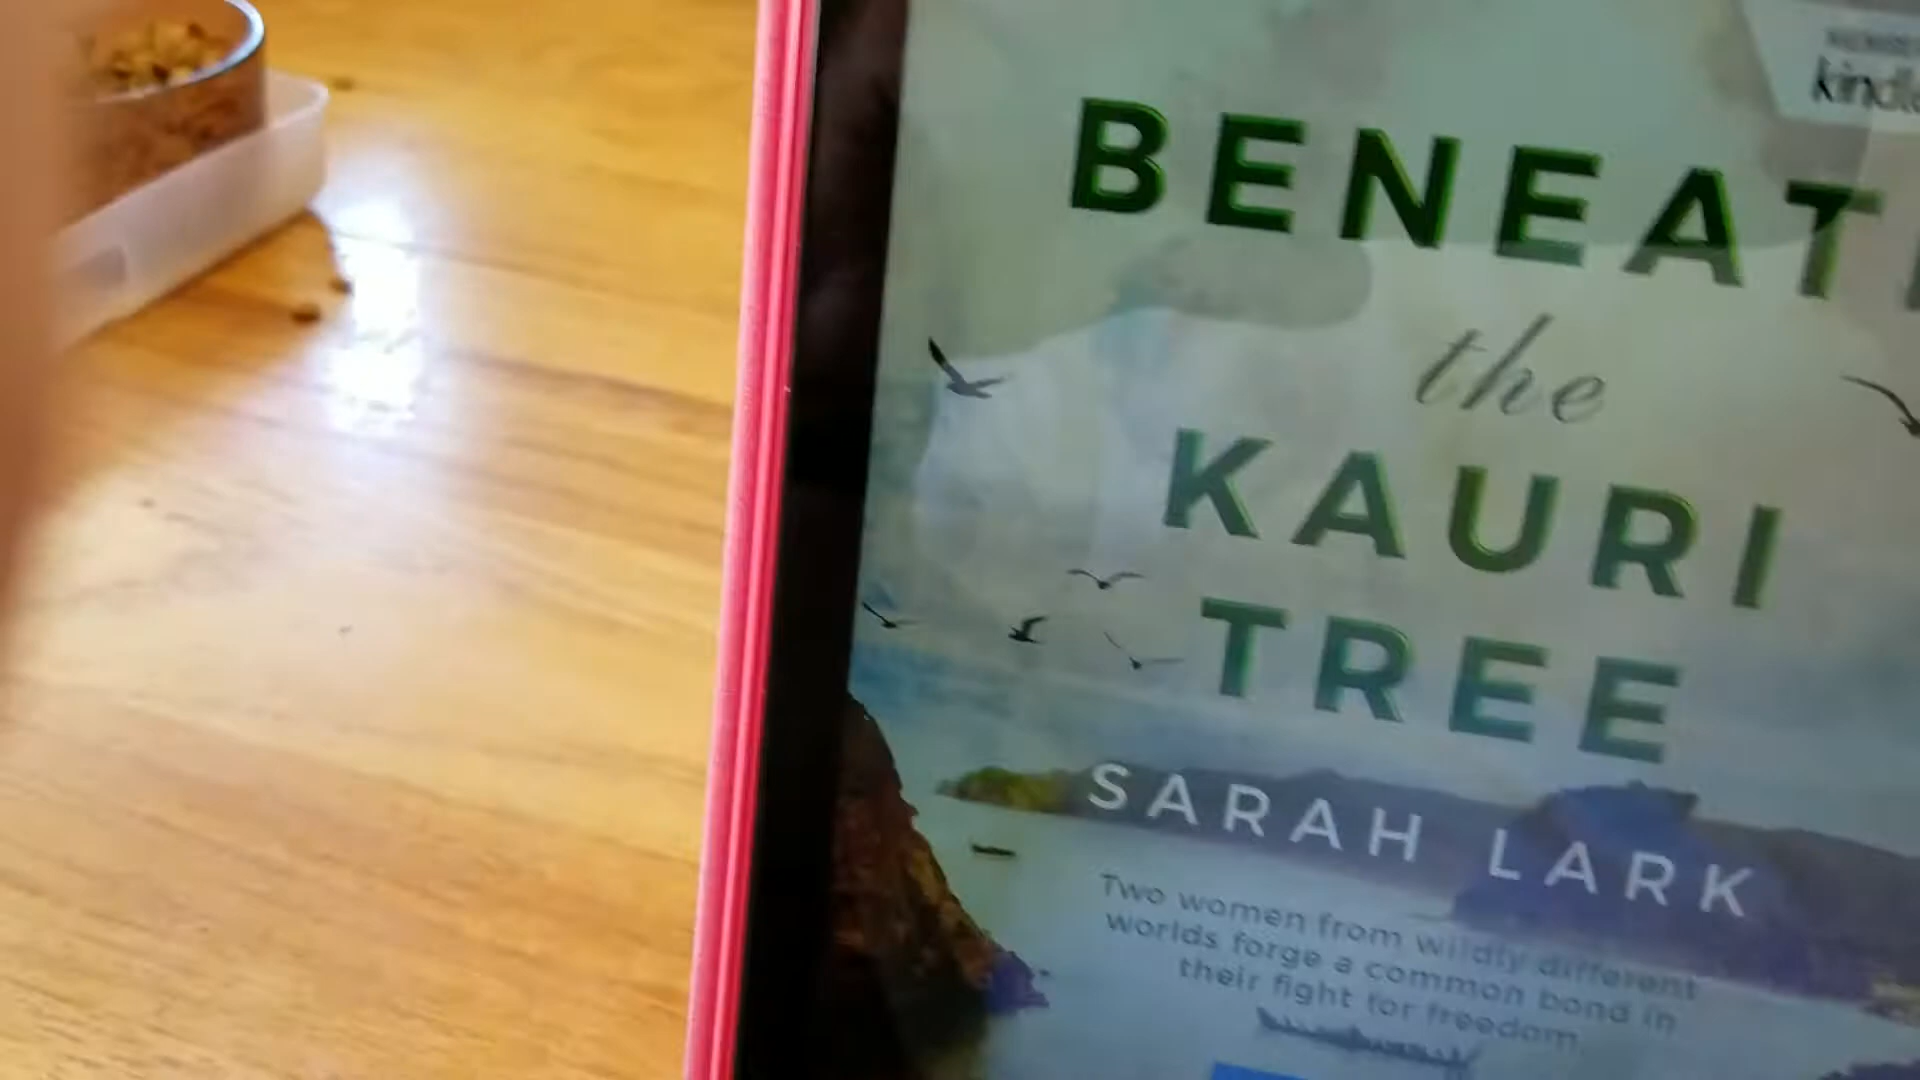 kindle
BENEAT
the
KAURI
TREE
SARAH LARK
Two women from wildly different
worlds forge a common bond in
their fight for freedom.